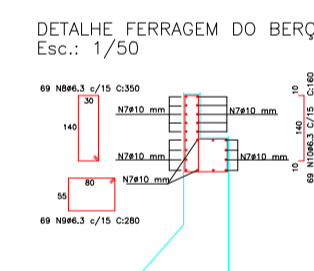 DETALHE FERRAGEM DO BERÇ
Esc.: 1/50
69 N8ø6.3 c/15 C:350
30
140
N7ø10 mm
N7ø10 mm
N7ø10 mm
N7ø10 mm
N7ø10 mm
80
55
69 N9ø6.3 c/15 C:280
10
140
10
69 N10ø6.3 C/15 C:160